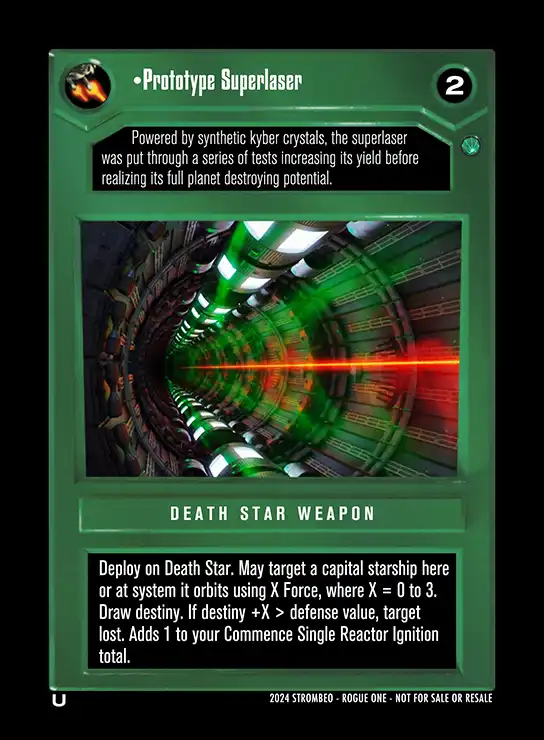 •Prototype Superlaser
2
Powered by synthetic kyber crystals, the superlaser
was put through a series of tests increasing its yield before
realizing its full planet destroying potential.
DEATH STAR WEAPON
Deploy on Death Star. May target a capital starship here
or at system it orbits using X Force, where X = 0 to 3.
Draw destiny. If destiny +X > defense value, target
lost. Adds 1 to your Commence Single Reactor Ignition
total.
U
2024 STROMBEO - ROGUE ONE - NOT FOR SALE OR RESALE